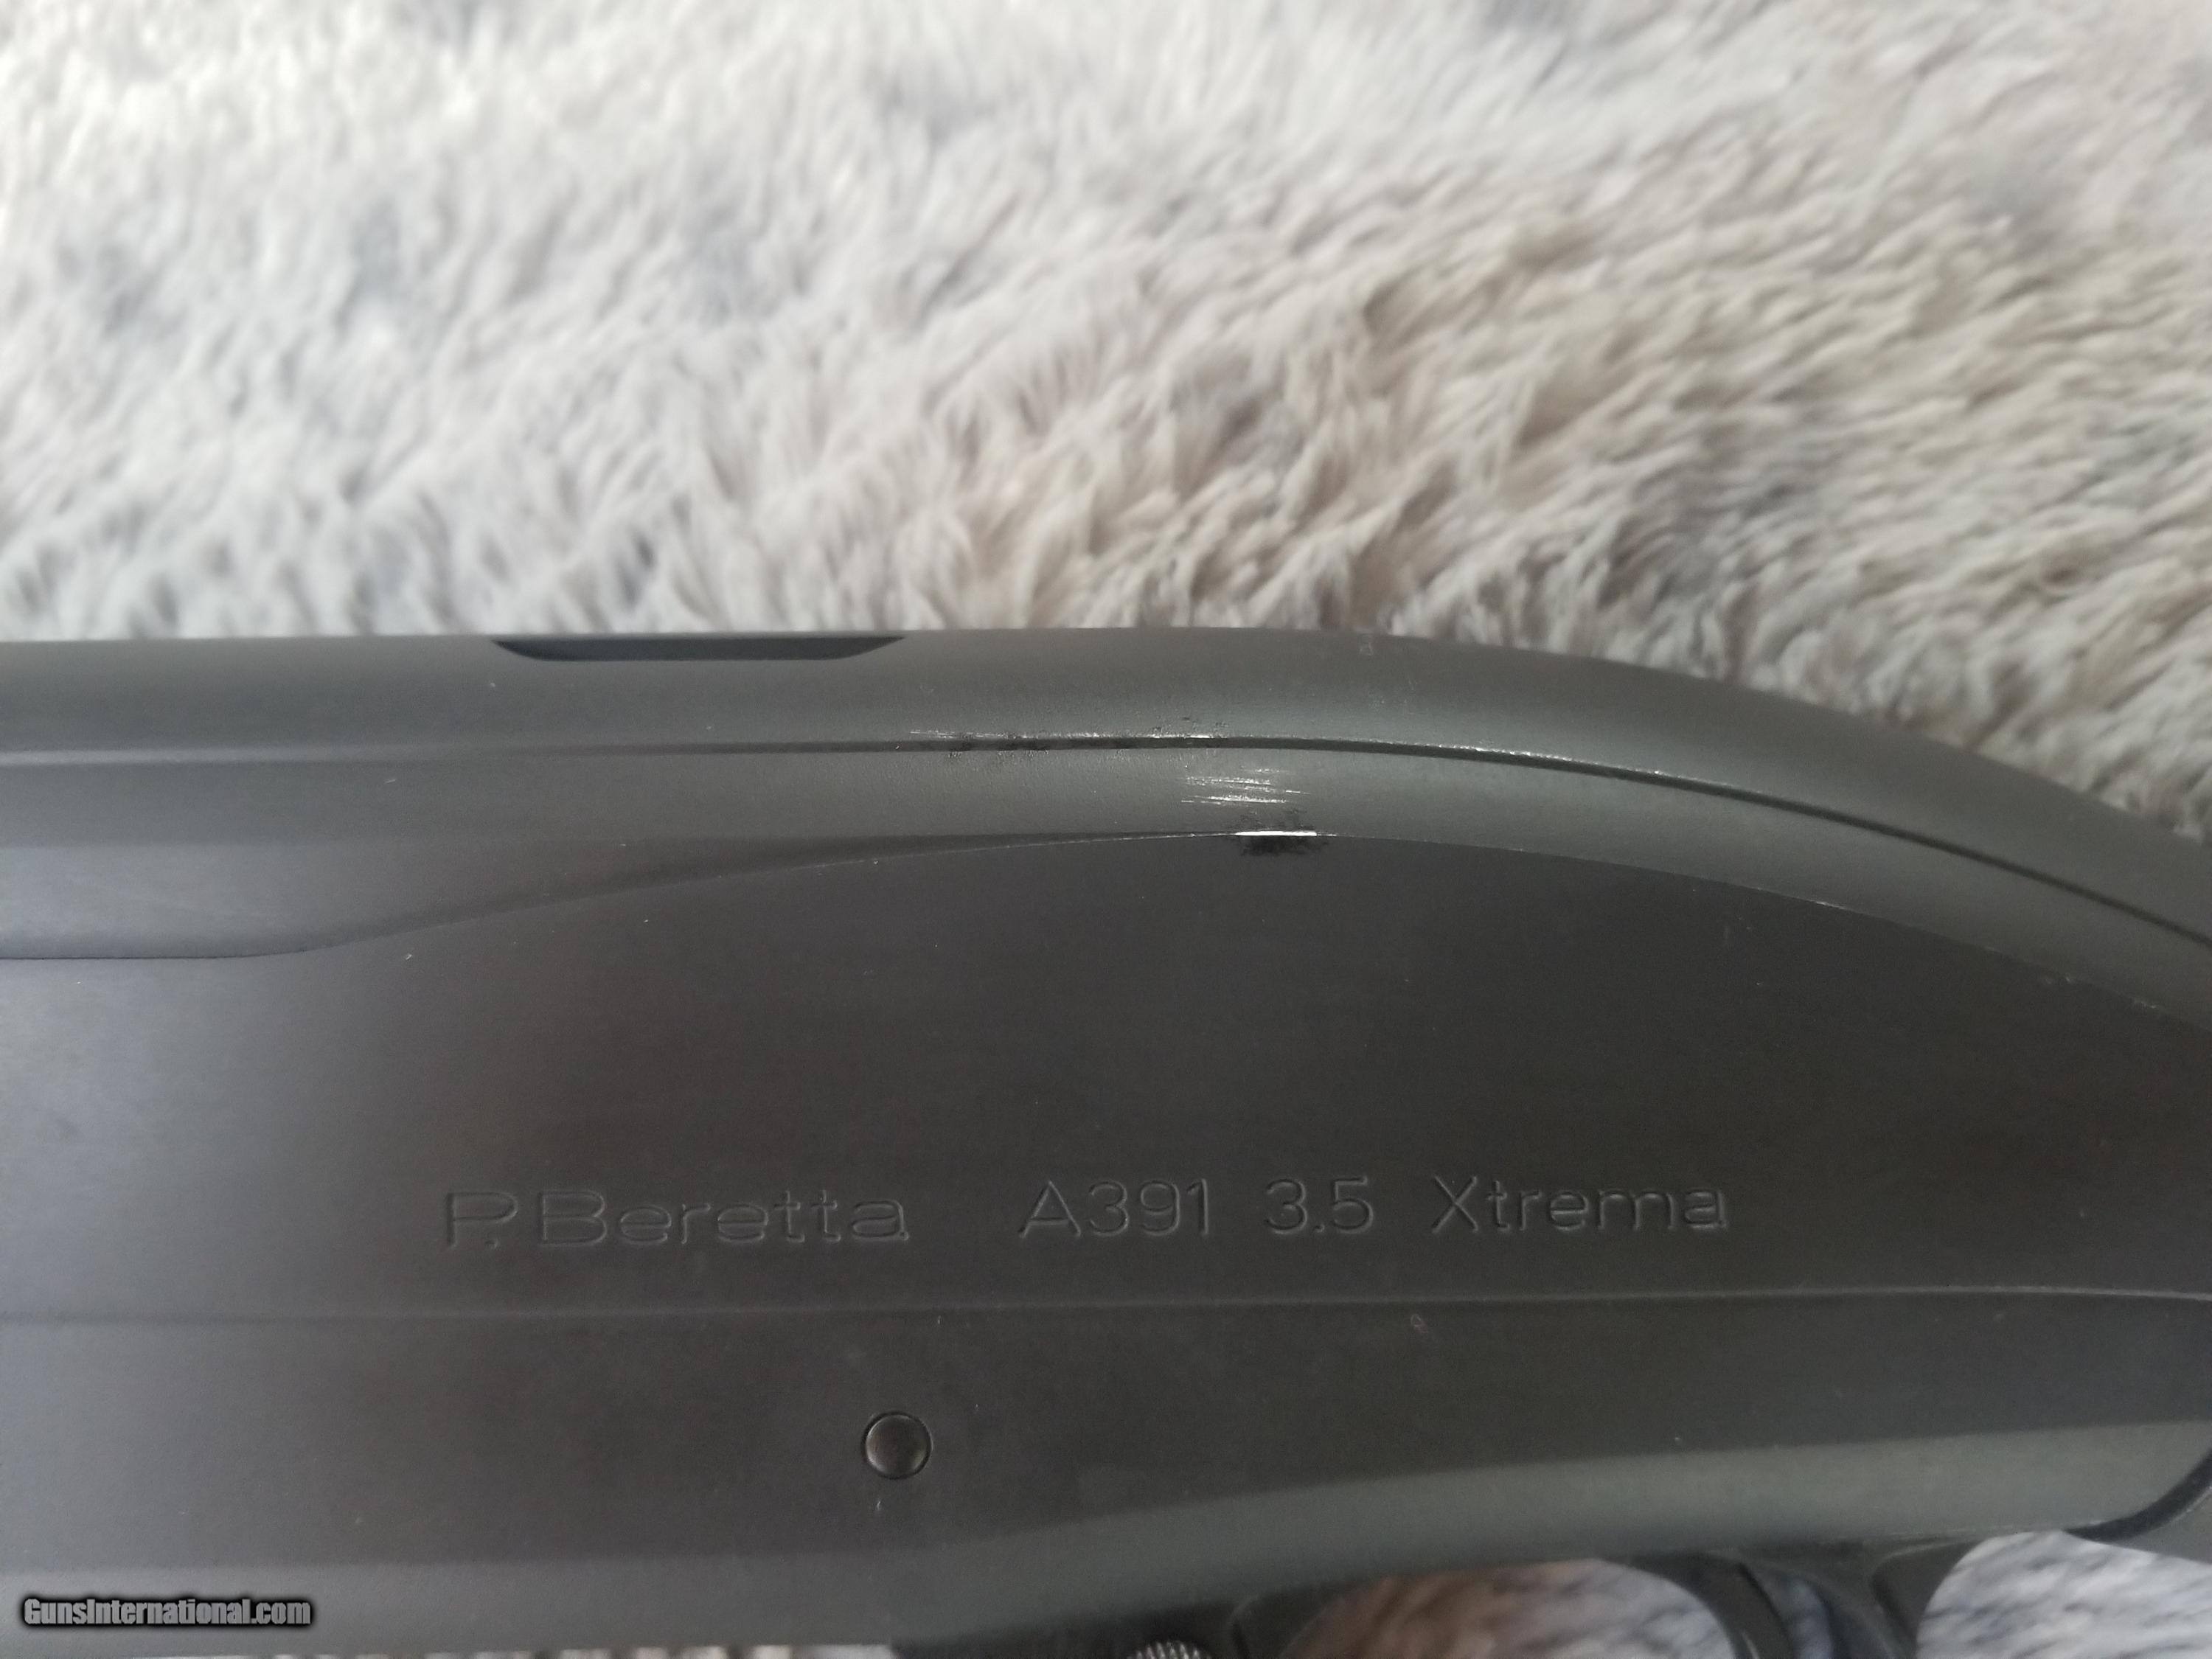 P. Beretta A391 3.5 Xtrema
GunsInternational.com